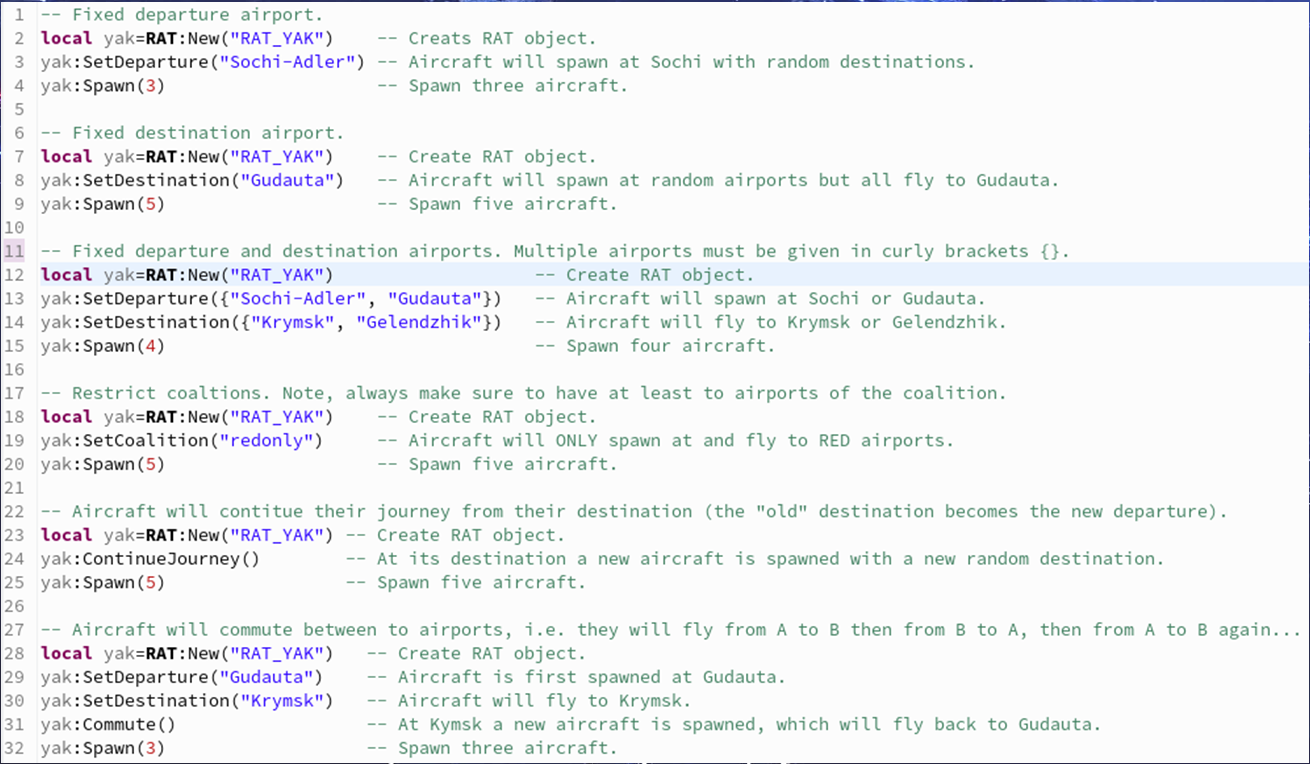 1 -- Fixed departure airport.
2 local yak=RAT:New("RAT_YAK")    -- Creats RAT object.
3 yak:SetDeparture("Sochi-Adler") -- Aircraft will spawn at Sochi with random destinations.
4 yak:Spawn(3)                    -- Spawn three aircraft.
5
6 -- Fixed destination airport.
7 local yak=RAT:New("RAT_YAK")    -- Create RAT object.
8 yak:SetDestination("Gudauta")   -- Aircraft will spawn at random airports but all fly to Gudauta.
9 yak:Spawn(5)                    -- Spawn five aircraft.
10
11 -- Fixed departure and destination airports. Multiple airports must be given in curly brackets {}.
12 local yak=RAT:New("RAT_YAK")                   -- Create RAT object.
13 yak:SetDeparture({"Sochi-Adler", "Gudauta"})   -- Aircraft will spawn at Sochi or Gudauta.
14 yak:SetDestination({"Krymsk", "Gelendzhik"})   -- Aircraft will fly to Krymsk or Gelendzhik.
15 yak:Spawn(4)                                   -- Spawn four aircraft.
16
17 -- Restrict coaltions. Note, always make sure to have at least to airports of the coalition.
18 local yak=RAT:New("RAT_YAK")    -- Create RAT object.
19 yak:SetCoalition("redonly")     -- Aircraft will ONLY spawn at and fly to RED airports.
20 yak:Spawn(5)                    -- Spawn five aircraft.
21
22 -- Aircraft will contitue their journey from their destination (the "old" destination becomes the new departure).
23 local yak=RAT:New("RAT_YAK") -- Create RAT object.
24 yak:ContinueJourney()        -- At its destination a new aircraft is spawned with a new random destination.
25 yak:Spawn(5)                 -- Spawn five aircraft.
26
27 -- Aircraft will commute between to airports, i.e. they will fly from A to B then from B to A, then from A to B again...
28 local yak=RAT:New("RAT_YAK")   -- Create RAT object.
29 yak:SetDeparture("Gudauta")    -- Aircraft is first spawned at Gudauta.
30 yak:SetDestination("Krymsk")   -- Aircraft will fly to Krymsk.
31 yak:Commute()                  -- At Kymsk a new aircraft is spawned, which will fly back to Gudauta.
32 yak:Spawn(3)                   -- Spawn three aircraft.